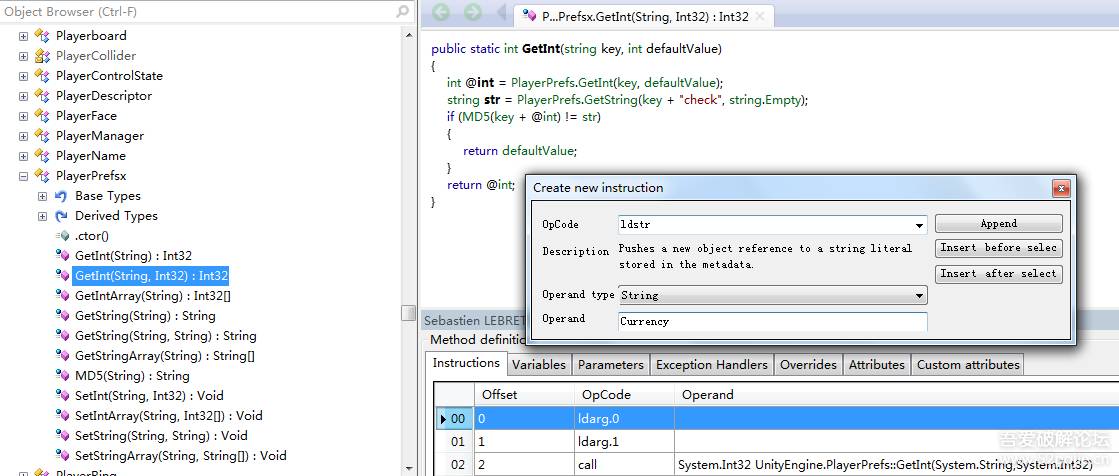 Object Browser (Ctrl-F)
Playerboard
PlayerCollider
PlayerControlState
PlayerDescriptor
PlayerFace
PlayerManager
PlayerName
PlayerPrefsx
Base Types
Derived Types
.ctor()
GetInt(String) : Int32
GetInt(String, Int32) : Int32
GetIntArray(String) : Int32[]
GetString(String) : String
GetString(String, String) : String
GetStringArray(String) : String[]
MD5(String) : String
SetInt(String, Int32) : Void
SetIntArray(String, Int32[]) : Void
SetString(String, String) : Void
SetStringArray(String, String[]) : Void
PlayerRing
P...Prefsx.GetInt(String, Int32) : Int32
public static int GetInt(string key, int defaultValue)
{
int @int = PlayerPrefs.GetInt(key, defaultValue);
string str = PlayerPrefs.GetString(key + "check", string.Empty);
if (MD5(key + @int) != str)
{
return defaultValue;
}
return @int;
}
Create new instruction
OpCode
ldstr
Append
Description
Pushes a new object reference to a string literal
stored in the metadata.
Insert before selec
Insert after select
Operand type
String
Operand
Currency
Sebastien LEBRET
Method definitio
Instructions
Variables
Parameters
Exception Handlers
Overrides
Attributes
Custom attributes
Offset
OpCode
Operand
00
0
ldarg.0
01
1
ldarg.1
02
2
call
System.Int32 UnityEngine.PlayerPrefs::GetInt(System.String,System.Int32)
吾爱破解论坛